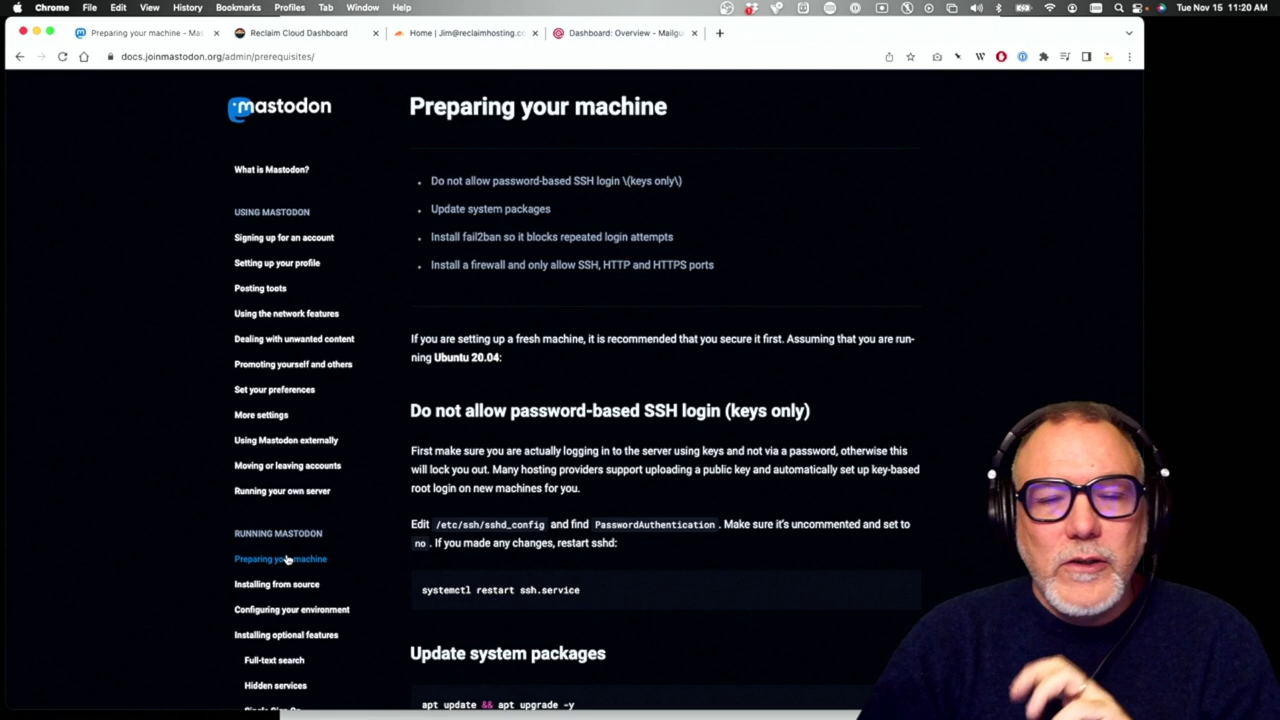 Chrome File Edit View History Bookmarks Profiles Tab Window Help
Tue Nov 15 11:20 AM
Preparing your machine - Mas
Reclaim Cloud Dashboard
Home | Jim@reclaimhosting.co
Dashboard: Overview - Mailgu
docs.joinmastodon.org/admin/prerequisites/
mastodon
What is Mastodon?
USING MASTODON
Signing up for an account
Setting up your profile
Posting toots
Using the network features
Dealing with unwanted content
Promoting yourself and others
Set your preferences
More settings
Using Mastodon externally
Moving or leaving accounts
Running your own server
RUNNING MASTODON
Preparing your machine
Installing from source
Configuring your environment
Installing optional features
Full-text search
Hidden services
Preparing your machine
Do not allow password-based SSH login \(keys only\)
Update system packages
Install fail2ban so it blocks repeated login attempts
Install a firewall and only allow SSH, HTTP and HTTPS ports
If you are setting up a fresh machine, it is recommended that you secure it first. Assuming that you are run-
ning Ubuntu 20.04:
Do not allow password-based SSH login (keys only)
First make sure you are actually logging in to the server using keys and not via a password, otherwise this
will lock you out. Many hosting providers support uploading a public key and automatically set up key-based
root login on new machines for you.
Edit /etc/ssh/sshd_config and find PasswordAuthentication. Make sure it's uncommented and set to
no. If you made any changes, restart sshd:
systemctl restart ssh.service
Update system packages
apt update && apt upgrade -y